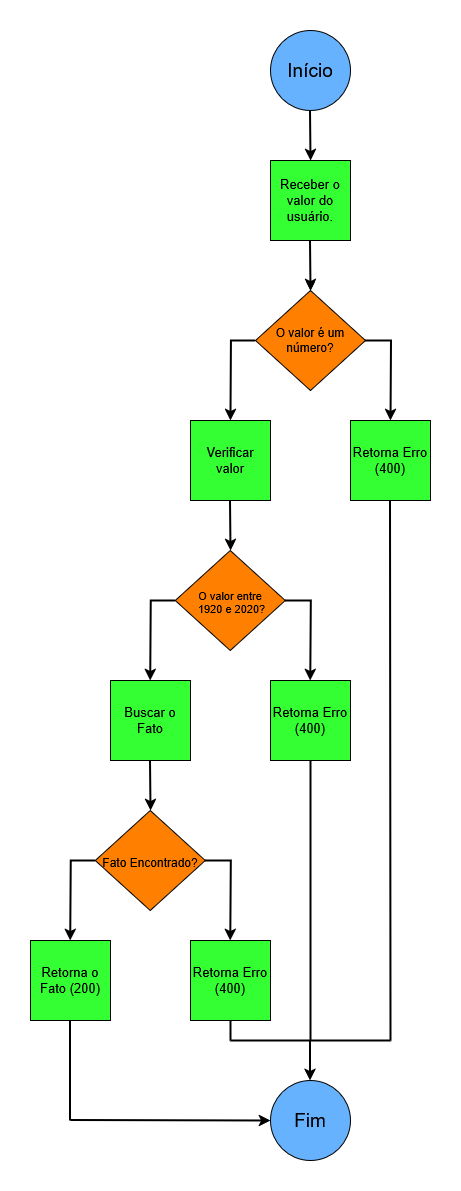 Início
Receber o
valor do
usuário.
O valor é um
número?
Verificar
valor
Retorna Erro
(400)
O valor entre
1920 e 2020?
Buscar o
Fato
Retorna Erro
(400)
Fato Encontrado?
Retorna o
Fato (200)
Retorna Erro
(400)
Fim